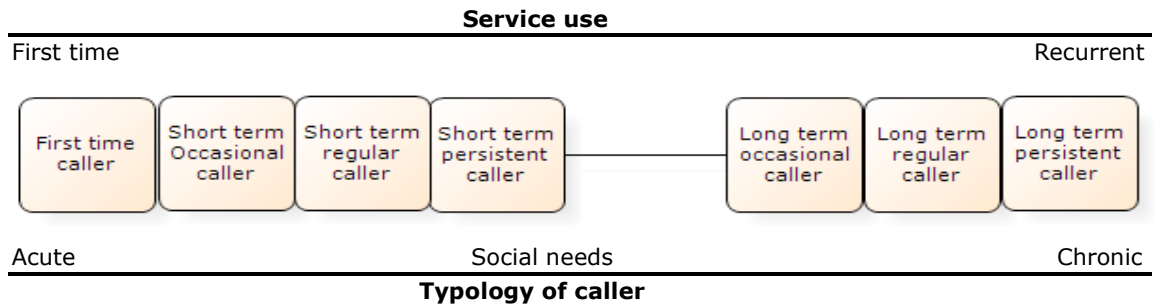 Service use
First time Recurrent
First time
caller
Short term
Occasional
caller
Short term
regular
caller
Short term
persistent
caller
Long term
occasional
caller
Long term
regular
caller
Long term
persistent
caller
Acute Social needs Chronic
Typology of caller